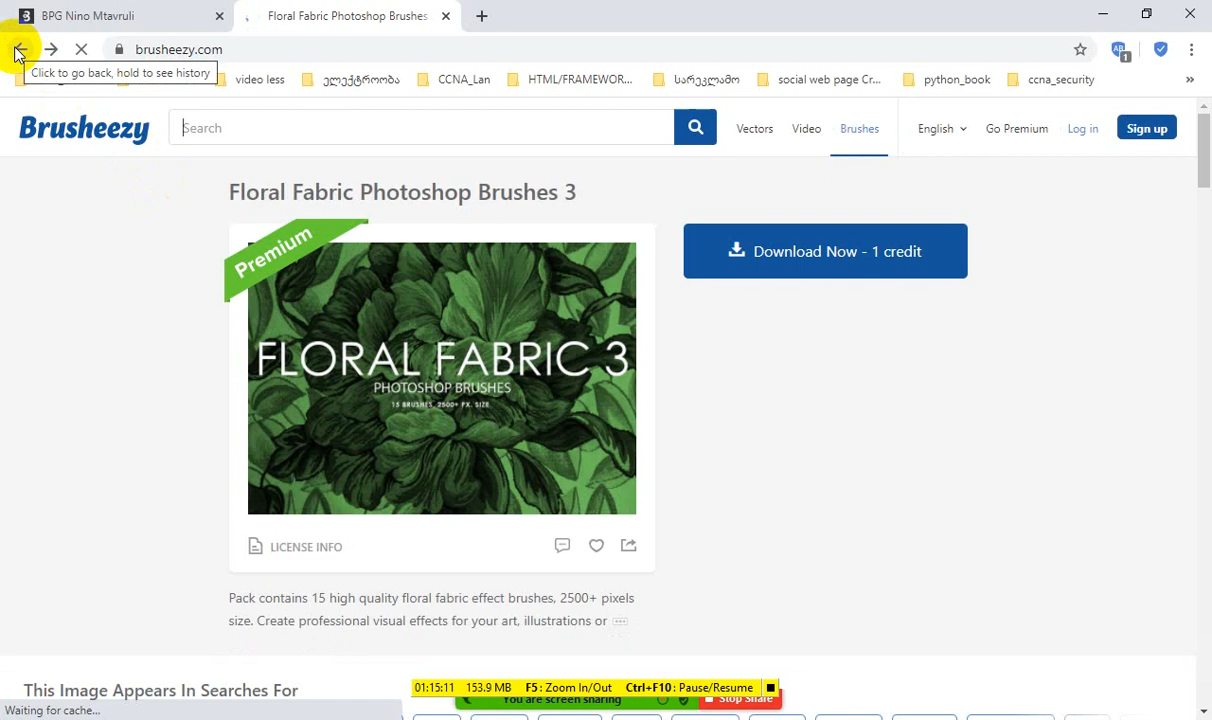 BPG Nino Mtavruli
Floral Fabric Photoshop Brushes
brusheezy.com
Click to go back, hold to see history
video less
ელექტრობა
CCNA_Lan
HTML/FRAMEWOR...
სარეკლამო
social web page Cr...
python_book
ccna_security
»
Brusheezy
Search
Vectors
Video
Brushes
English
Go Premium
Log in
Sign up
Floral Fabric Photoshop Brushes 3
Premium
Download Now - 1 credit
FLORAL FABRIC 3
PHOTOSHOP BRUSHES
15 BRUSHES, 2500+ PX. SIZE
LICENSE INFO
Pack contains 15 high quality floral fabric effect brushes, 2500+ pixels
size. Create professional visual effects for your art, illustrations or
This Image Appears In Searches For
01:15:11 153.9 MB F5: Zoom In/Out Ctrl+F10: Pause/Resume
You are screen sharing
Stop Share
Waiting for cache...